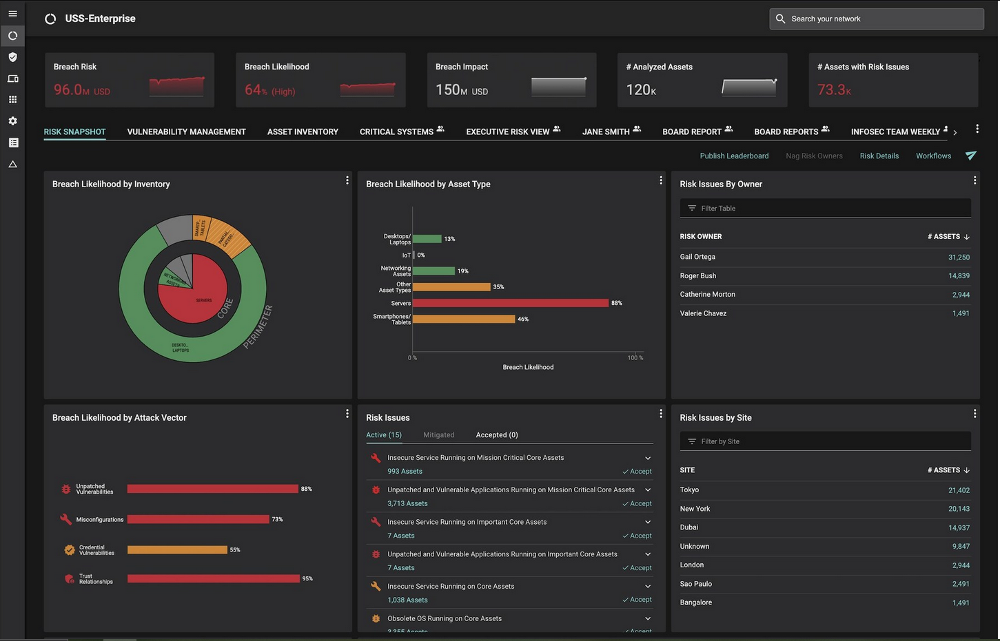 USS-Enterprise
Search your network
Breach Risk
96.0M USD
Breach Likelihood
64% (High)
Breach Impact
150M USD
# Analyzed Assets
120K
# Assets with Risk Issues
73.3K
RISK SNAPSHOT
VULNERABILITY MANAGEMENT
ASSET INVENTORY
CRITICAL SYSTEMS
EXECUTIVE RISK VIEW
JANE SMITH
BOARD REPORT
BOARD REPORTS
INFOSEC TEAM WEEKLY
Publish Leaderboard
Nag Risk Owners
Risk Details
Workflows
Breach Likelihood by Inventory
SMARTP...
TABLETS
PARTIAL...
CATEGO...
NETWORKING
ASSETS
SERVERS
CORE
PERIMETER
DESKTO...
LAPTOPS
Breach Likelihood by Asset Type
Desktops/
Laptops
13%
IoT
0%
Networking
Assets
19%
Other
Asset Types
35%
Servers
88%
Smartphones/
Tablets
46%
0 %
100 %
Breach Likelihood
Risk Issues By Owner
Filter Table
RISK OWNER
# ASSETS
Gail Ortega
31,250
Roger Bush
14,839
Catherine Morton
2,944
Valerie Chavez
1,491
Breach Likelihood by Attack Vector
Unpatched
Vulnerabilities
88%
Misconfigurations
73%
Credential
Vulnerabilities
55%
Trust
Relationships
95%
Risk Issues
Active (15)
Mitigated
Accepted (0)
Insecure Service Running on Mission Critical Core Assets
993 Assets
Accept
Unpatched and Vulnerable Applications Running on Mission Critical Core Assets
3,713 Assets
Accept
Insecure Service Running on Important Core Assets
7 Assets
Accept
Unpatched and Vulnerable Applications Running on Important Core Assets
7 Assets
Accept
Insecure Service Running on Core Assets
1,038 Assets
Accept
Obsolete OS Running on Core Assets
3,355 Assets
Accept
Risk Issues by Site
Filter by Site
SITE
# ASSETS
Tokyo
21,402
New York
20,143
Dubai
14,937
Unknown
9,847
London
2,944
Sao Paulo
2,491
Bangalore
1,491